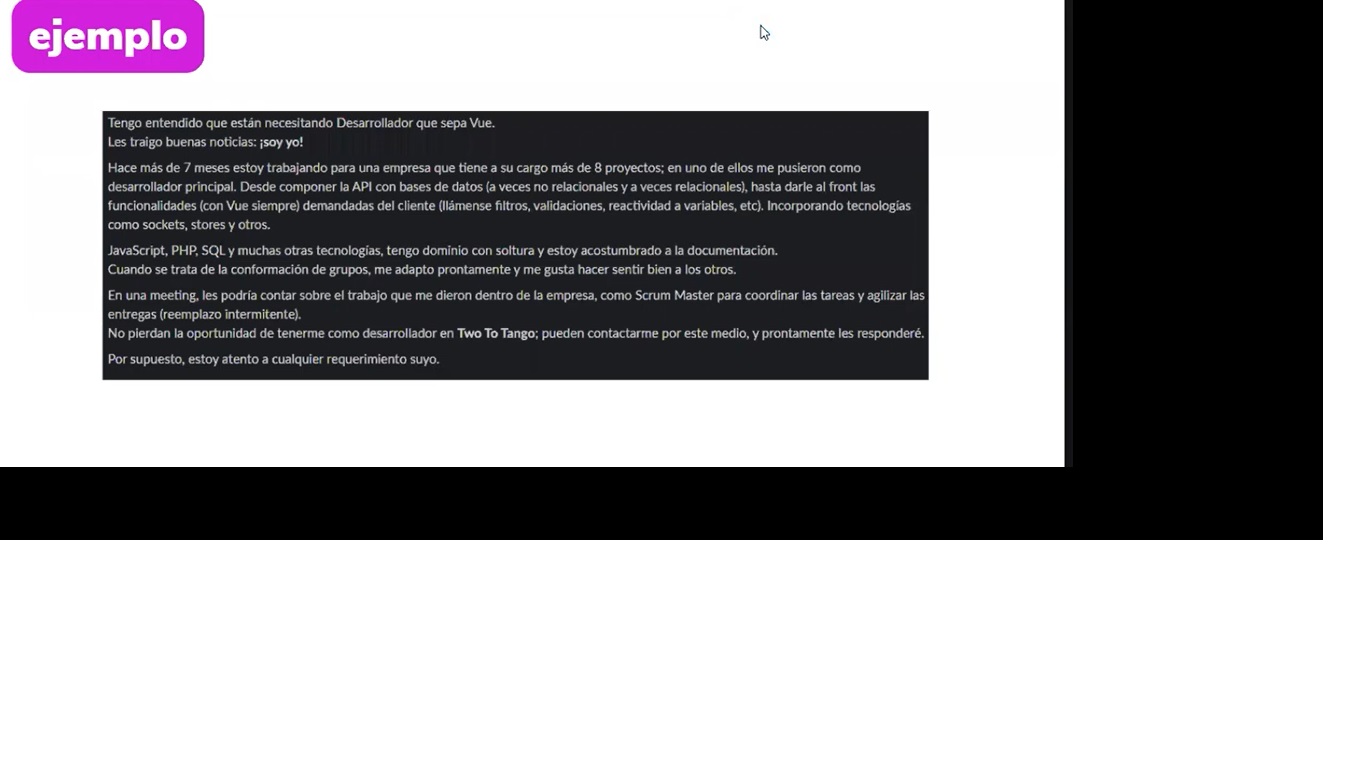 ejemplo
Tengo entendido que están necesitando Desarrollador que sepa Vue.
Les traigo buenas noticias: ¡soy yo!
Hace más de 7 meses estoy trabajando para una empresa que tiene a su cargo más de 8 proyectos; en uno de ellos me pusieron como
desarrollador principal. Desde componer la API con bases de datos (a veces no relacionales y a veces relacionales), hasta darle al front las
funcionalidades (con Vue siempre) demandadas del cliente (llámense filtros, validaciones, reactividad a variables, etc). Incorporando tecnologías
como sockets, stores y otros.
JavaScript, PHP, SQL y muchas otras tecnologías, tengo dominio con soltura y estoy acostumbrado a la documentación.
Cuando se trata de la conformación de grupos, me adapto prontamente y me gusta hacer sentir bien a los otros.
En una meeting, les podría contar sobre el trabajo que me dieron dentro de la empresa, como Scrum Master para coordinar las tareas y agilizar las
entregas (reemplazo intermitente).
No pierdan la oportunidad de tenerme como desarrollador en Two To Tango; pueden contactarme por este medio, y prontamente les responderé.
Por supuesto, estoy atento a cualquier requerimiento suyo.